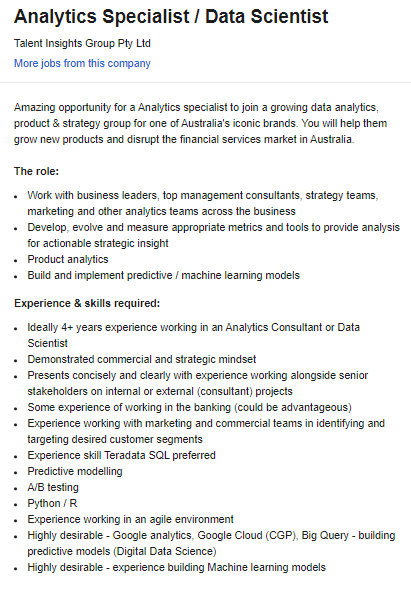 Analytics Specialist / Data Scientist
Talent Insights Group Pty Ltd
More jobs from this company
Amazing opportunity for a Analytics specialist to join a growing data analytics,
product & strategy group for one of Australia's iconic brands. You will help them
grow new products and disrupt the financial services market in Australia.
The role:
• Work with business leaders, top management consultants, strategy teams,
marketing and other analytics teams across the business
• Develop, evolve and measure appropriate metrics and tools to provide analysis
for actionable strategic insight
• Product analytics
• Build and implement predictive / machine learning models
Experience & skills required:
• Ideally 4+ years experience working in an Analytics Consultant or Data
Scientist
• Demonstrated commercial and strategic mindset
• Presents concisely and clearly with experience working alongside senior
stakeholders on internal or external (consultant) projects
• Some experience of working in the banking (could be advantageous)
• Experience working with marketing and commercial teams in identifying and
targeting desired customer segments
• Experience skill Teradata SQL preferred
• Predictive modelling
• A/B testing
• Python / R
• Experience working in an agile environment
• Highly desirable - Google analytics, Google Cloud (CGP), Big Query - building
predictive models (Digital Data Science)
• Highly desirable - experience building Machine learning models